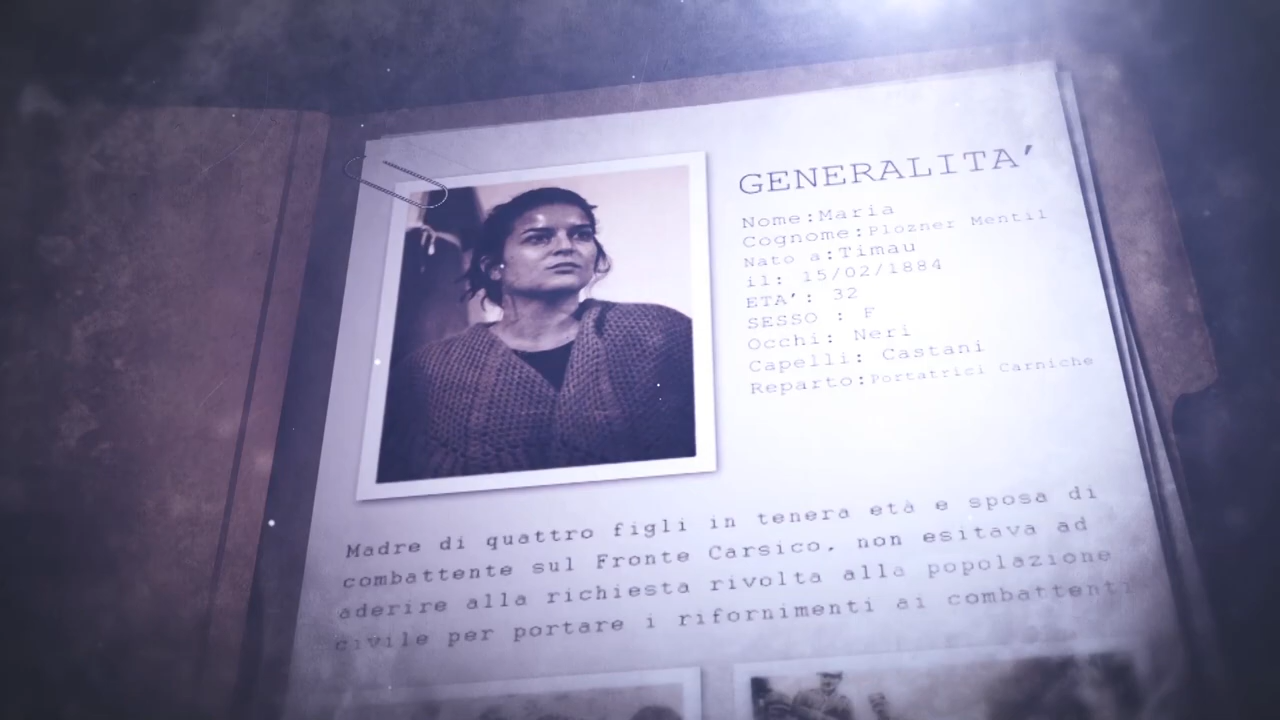 GENERALITA'
Nome:Maria
Cognome:Plozner Mentil
Nato a:Timau
il: 15/02/1884
ETA': 32
SESSO : F
Occhi: Neri
Capelli: Castani
Reparto:Portatrici Carniche
Madre di quattro figli in tenera età e sposa di
combattente sul Fronte Carsico, non esitava ad
aderire alla richiesta rivolta alla popolazione
civile per portare i rifornimenti ai combattenti